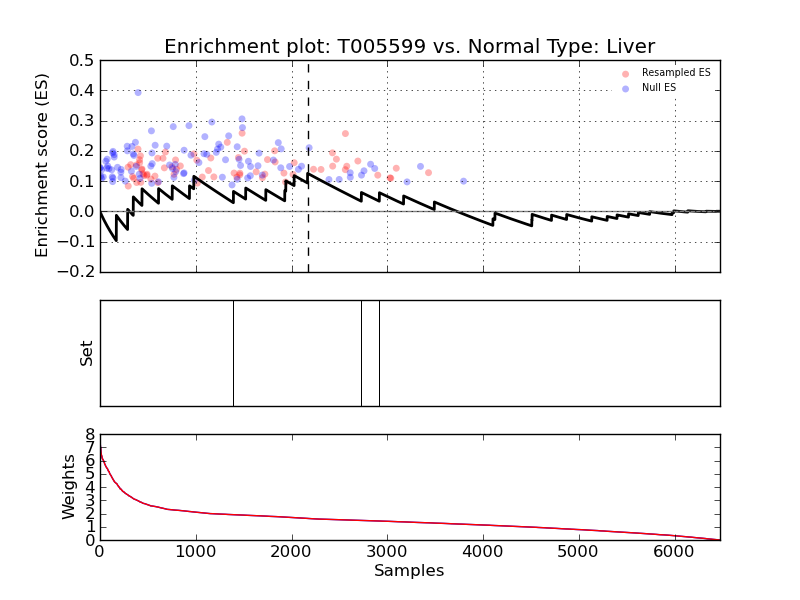 Enrichment plot: T005599 vs. Normal Type: Liver
0.5
0.4
0.3
0.2
0.1
0.0
−0.1
−0.2
Enrichment score (ES)
Resampled ES
Null ES
Set
8
7
6
5
4
3
2
1
0
Weights
0 1000 2000 3000 4000 5000 6000
Samples